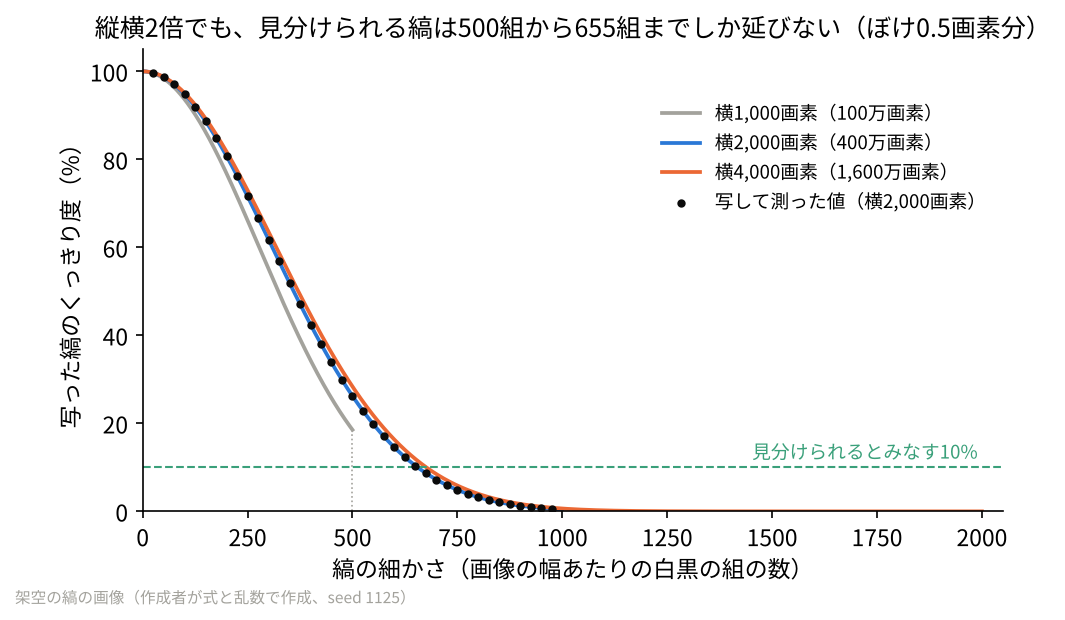 縦横2倍でも、見分けられる縞は500組から655組までしか延びない（ぼけ0.5画素分）
写った縞のくっきり度（%）
100
80
60
40
20
0
横1,000画素（100万画素）
横2,000画素（400万画素）
横4,000画素（1,600万画素）
写して測った値（横2,000画素）
見分けられるとみなす10%
0 250 500 750 1000 1250 1500 1750 2000
縞の細かさ（画像の幅あたりの白黒の組の数）
架空の縞の画像（作成者が式と乱数で作成、seed 1125）